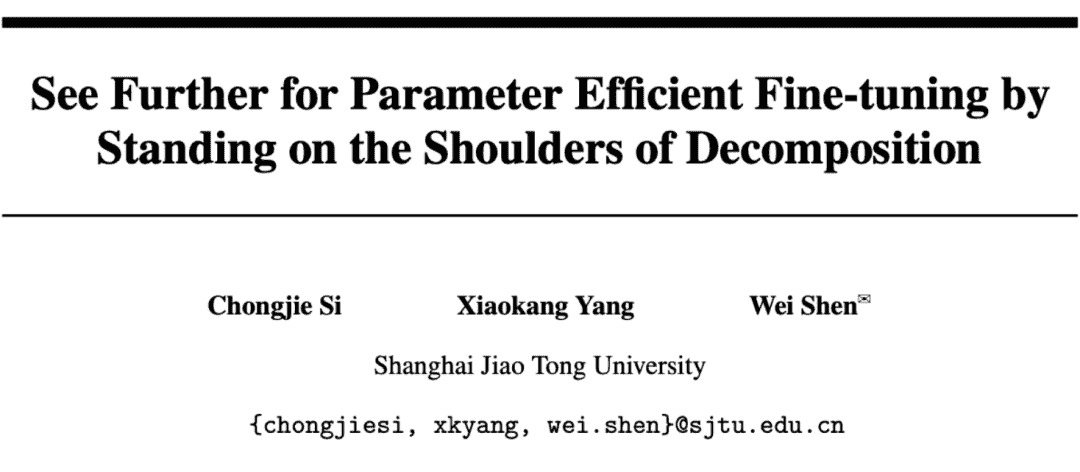 See Further for Parameter Efficient Fine-tuning by
Standing on the Shoulders of Decomposition
Chongjie Si Xiaokang Yang Wei Shen✉
Shanghai Jiao Tong University
{chongjiesi, xkyang, wei.shen}@sjtu.edu.cn